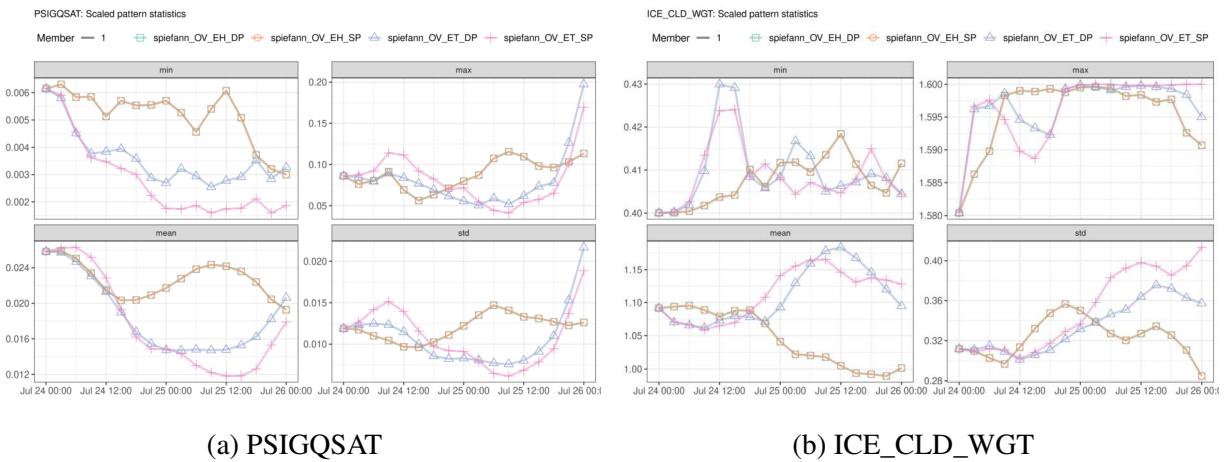 PSIGQSAT: Scaled pattern statistics
Member 1 spiefann_OV_EH_DP spiefann_OV_EH_SP spiefann_OV_ET_DP spiefann_OV_ET_SP
min max
0.006
0.005
0.004
0.003
0.002
0.20
0.15
0.10
0.05
mean std
0.024
0.020
0.016
0.012
0.020
0.015
0.010
Jul 24 00:00 Jul 24 12:00 Jul 25 00:00 Jul 25 12:00 Jul 26 00:00
Jul 24 00:00 Jul 24 12:00 Jul 25 00:00 Jul 25 12:00 Jul 26 00:0
(a) PSIGQSAT
ICE_CLD_WGT: Scaled pattern statistics
Member 1 spiefann_OV_EH_DP spiefann_OV_EH_SP spiefann_OV_ET_DP spiefann_OV_ET_SP
min max
0.43
0.42
0.41
0.40
1.600
1.595
1.590
1.585
1.580
mean std
1.15
1.10
1.05
1.00
0.40
0.36
0.32
0.28
Jul 24 00:00 Jul 24 12:00 Jul 25 00:00 Jul 25 12:00 Jul 26 00:00
Jul 24 00:00 Jul 24 12:00 Jul 25 00:00 Jul 25 12:00 Jul 26 00:0
(b) ICE_CLD_WGT